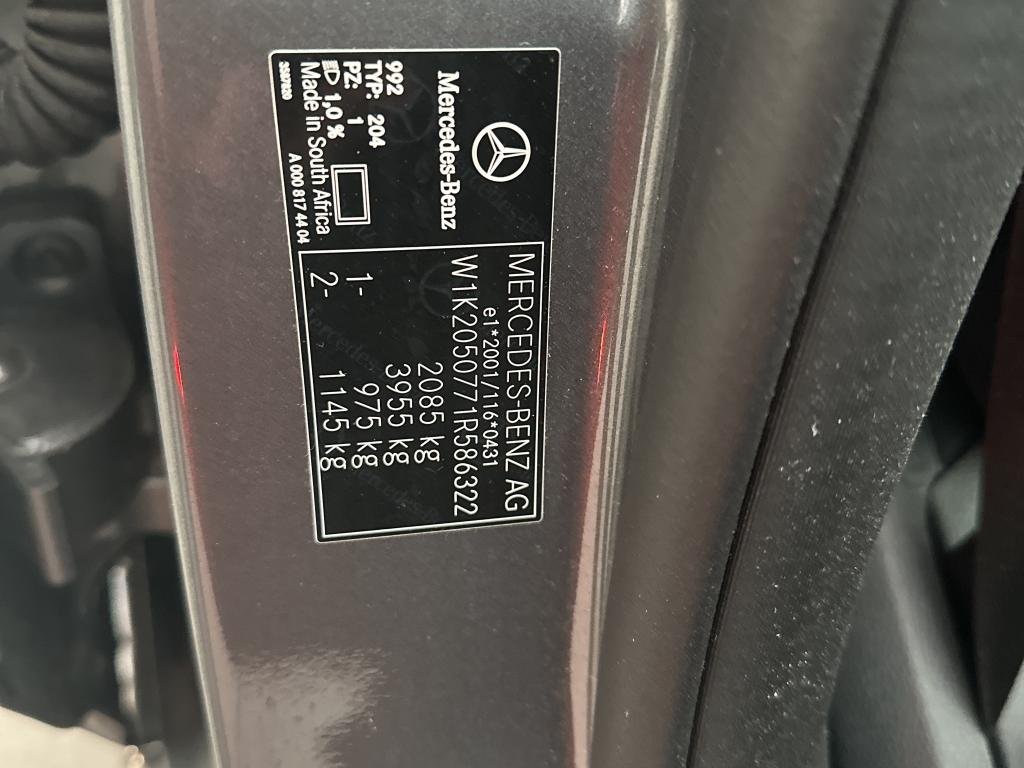 Mercedes-Benz
MERCEDES-BENZ AG
e1*2001/116*0431
W1K2050771R586322
2085 kg
3955 kg
1- 975 kg
2- 1145 kg
992
TYP: 204
PZ: 1
1,0 %
Made in South Africa
A 000 817 44 04